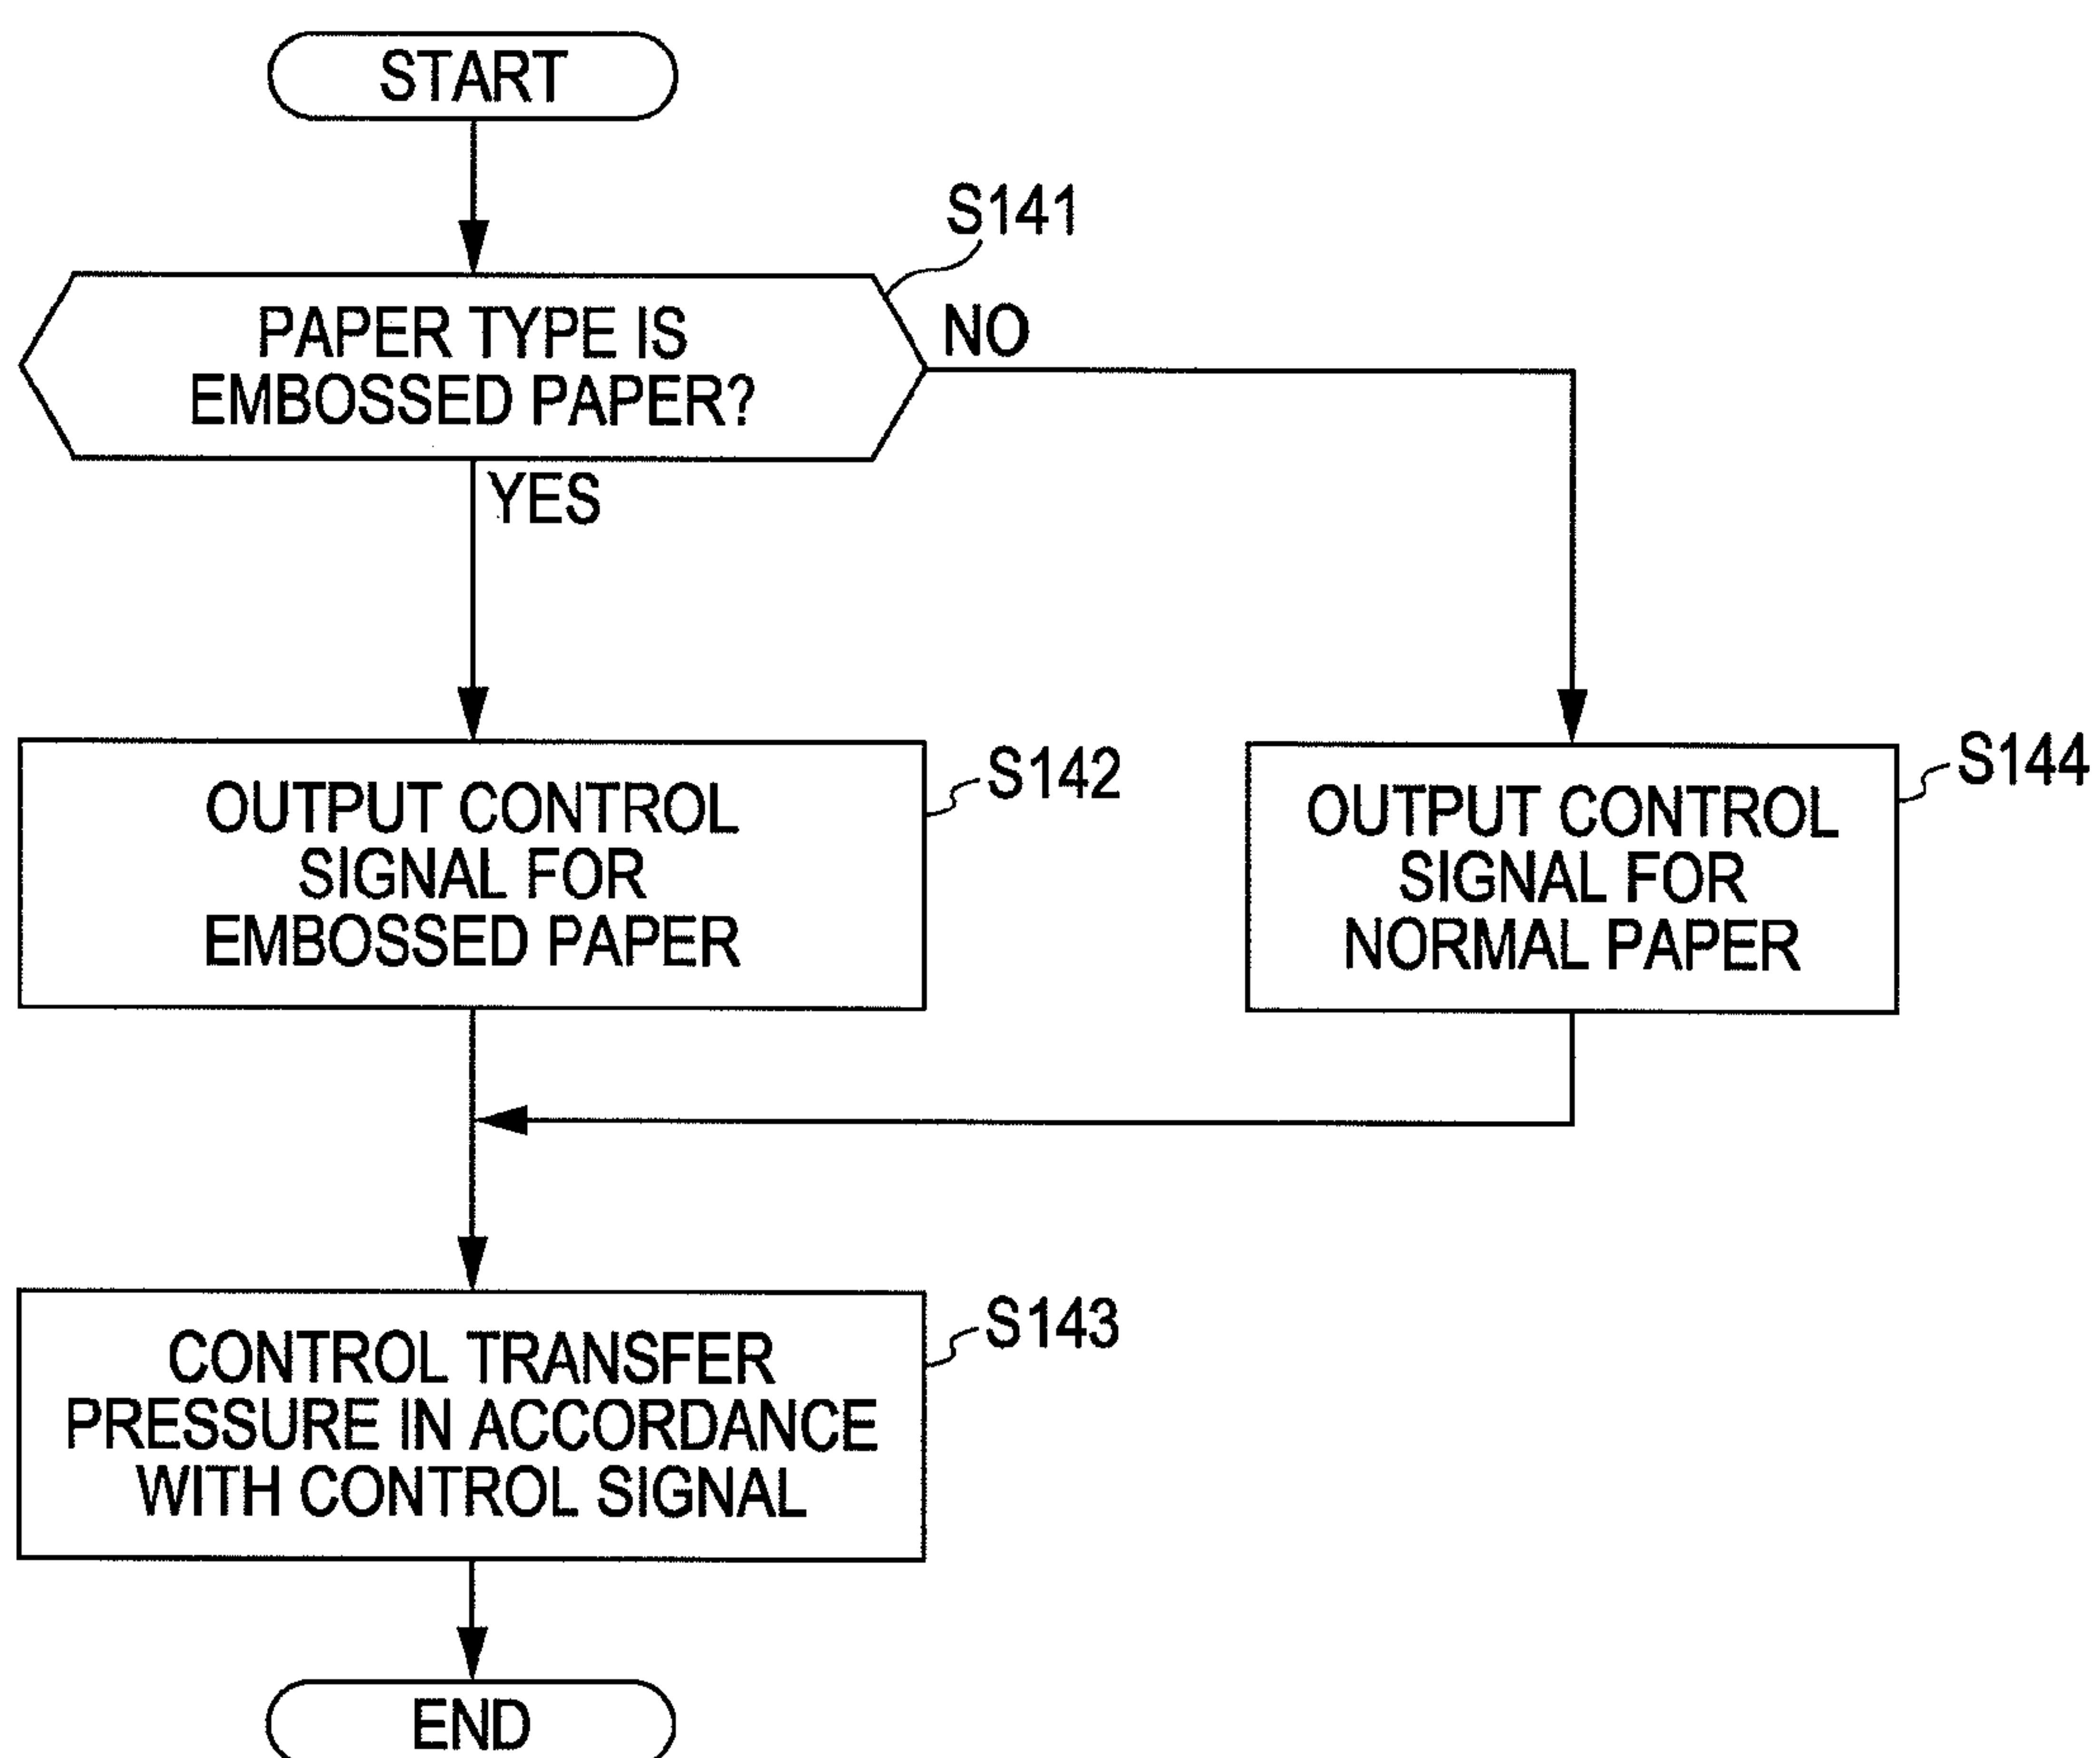 START
S141
PAPER TYPE IS
EMBOSSED PAPER?
NO
YES
OUTPUT CONTROL
SIGNAL FOR
EMBOSSED PAPER
S142
OUTPUT CONTROL
SIGNAL FOR
NORMAL PAPER
S144
CONTROL TRANSFER
PRESSURE IN ACCORDANCE
WITH CONTROL SIGNAL
S143
END